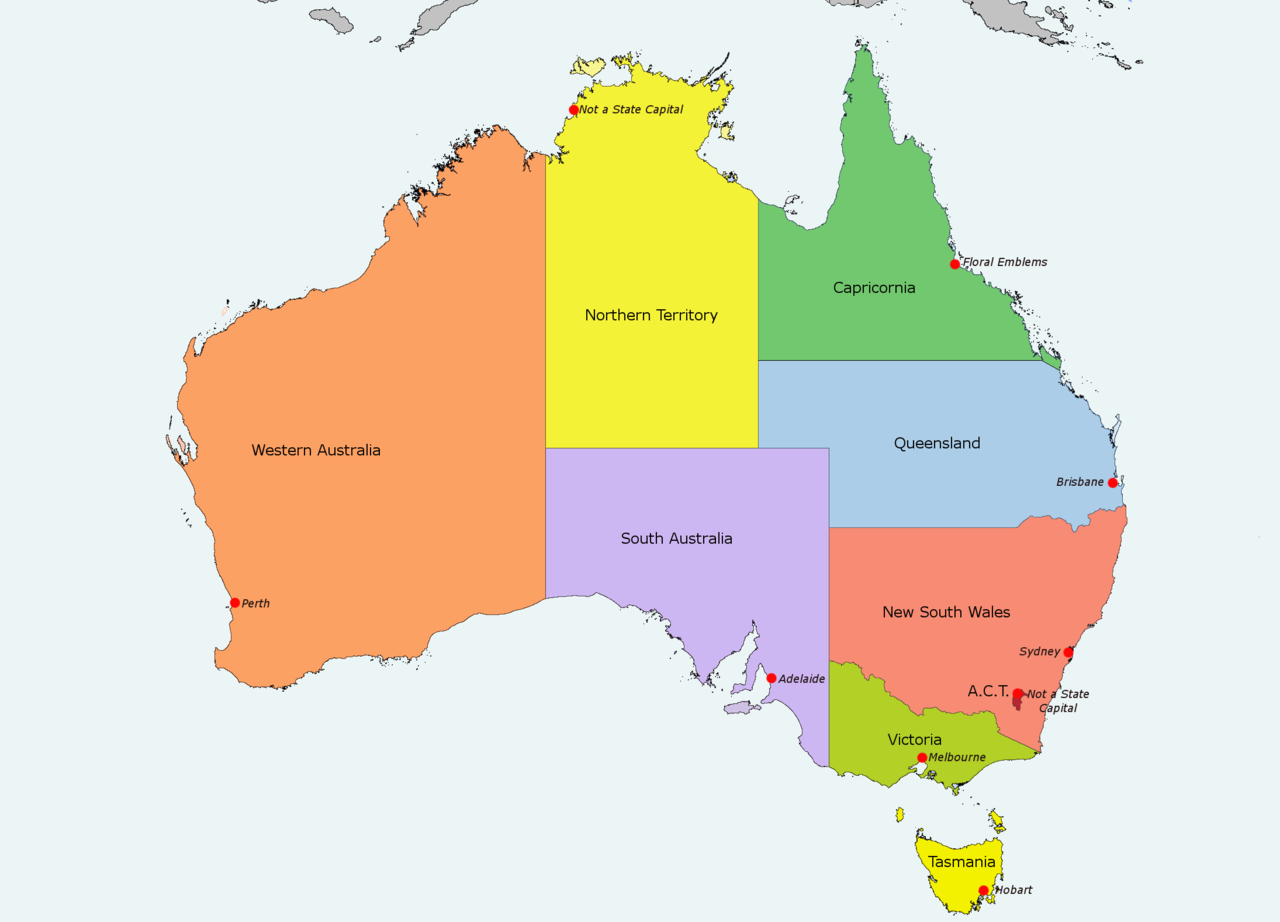 Not a State Capital
Floral Emblems
Capricornia
Northern Territory
Queensland
Western Australia
Brisbane
South Australia
Perth
New South Wales
Sydney
Adelaide
A.C.T.
Not a State
Capital
Victoria
Melbourne
Tasmania
Hobart